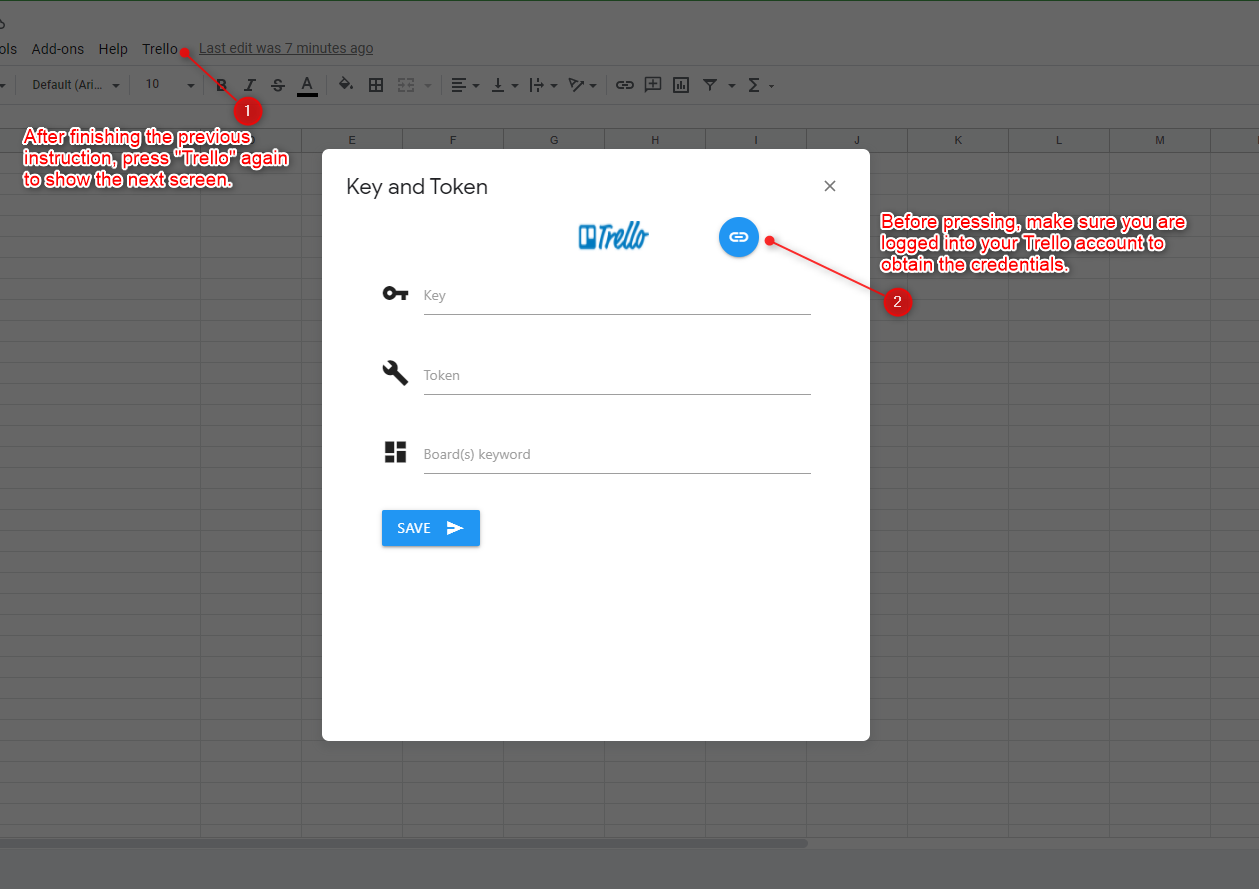 ols Add-ons Help Trello Last edit was 7 minutes ago
Default (Ari... 10 B I S A
1
After finishing the previous
instruction, press "Trello" again
to show the next screen.
E F G H I J K L M
Key and Token
Trello
Before pressing, make sure you are
logged into your Trello account to
obtain the credentials.
2
Key
Token
Board(s) keyword
SAVE